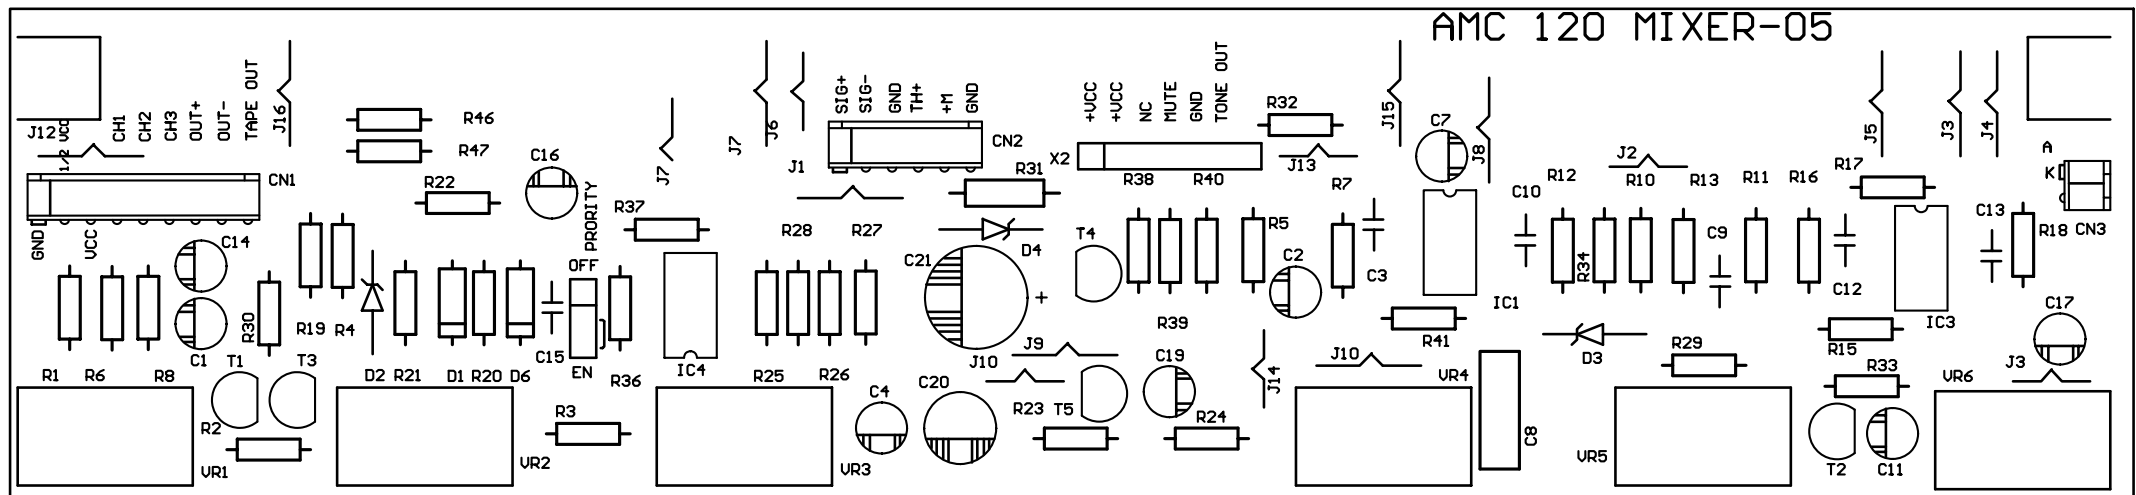 AMC 120 MIXER-05
J12
1/2 VCC
CH1
CH2
CH3
OUT+
OUT-
TAPE OUT
J16
R46
R47
C16
J7
J7
J6
J1
SIG+
SIG-
GND
TH+
+M
GND
CN2
+VCC
+VCC
NC
MUTE
GND
TONE OUT
X2
R32
J13
J15
C7
J8
J2
J5
J3
J4
A
K
CN3
CN1
R22
PRORITY
R37
R31
R38
R40
R7
C10
R12
R10
R13
R11
R16
R17
C13
R18
GND
VCC
C14
R28
R27
T4
D4
R5
C2
C3
C9
C12
R34
OFF
C21
+
IC1
IC3
C17
R30
R19
R4
C1
C15
EN
R36
IC4
R39
R41
D3
R29
R15
R33
J9
J10
C19
J14
J10
VR4
VR6
J3
R1
R6
R8
T1
T3
D2
R21
D1
R20
D6
R25
R26
C4
C20
R23
T5
R24
R2
R3
VR1
VR2
VR3
C8
VR5
T2
C11